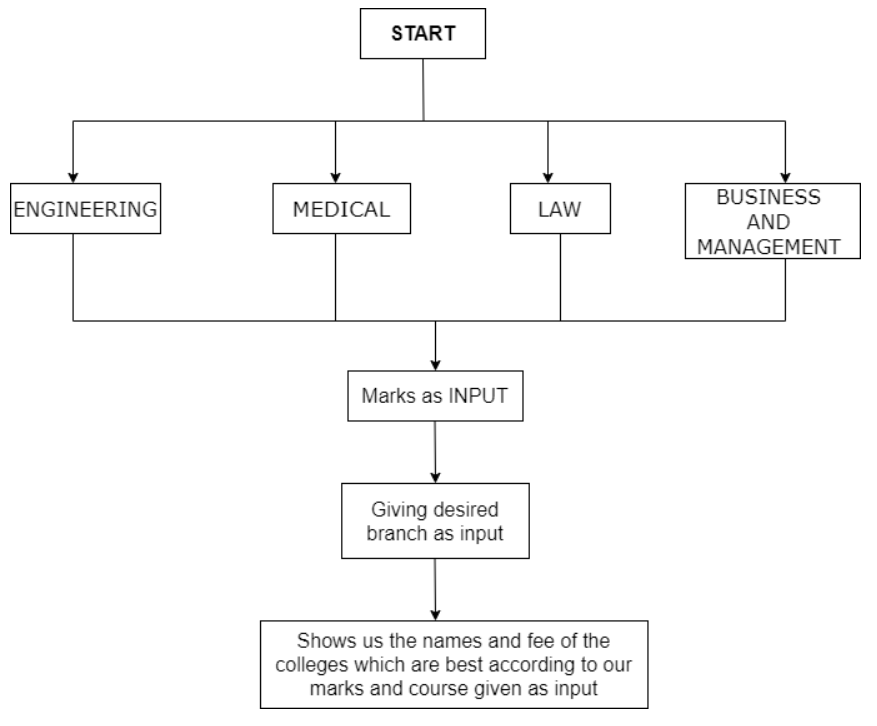 START
ENGINEERING
MEDICAL
LAW
BUSINESS
AND
MANAGEMENT
Marks as INPUT
Giving desired
branch as input
Shows us the names and fee of the
colleges which are best according to our
marks and course given as input